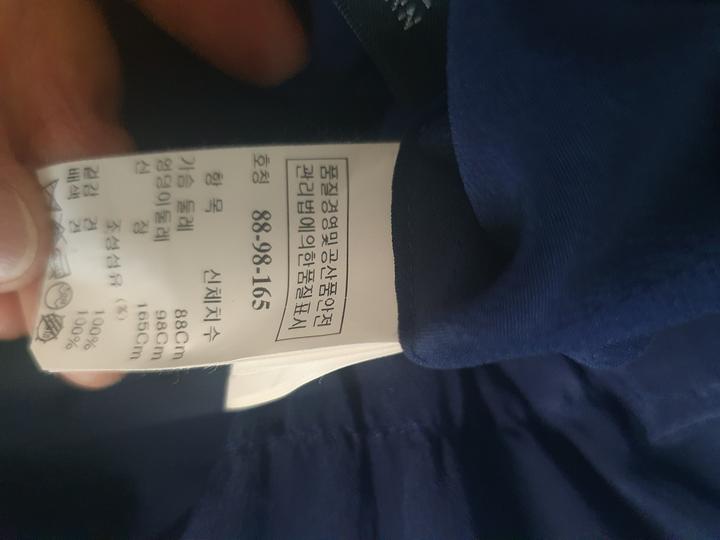 품질경영및공산품안전
관리법에의한품질표시
호칭 88-98-165
항 목 신체치수
가슴 둘레 88Cm
엉덩이둘레 98Cm
신 장 165Cm
조성섬유 (%)
겉감 견 100%
배색 견 100%